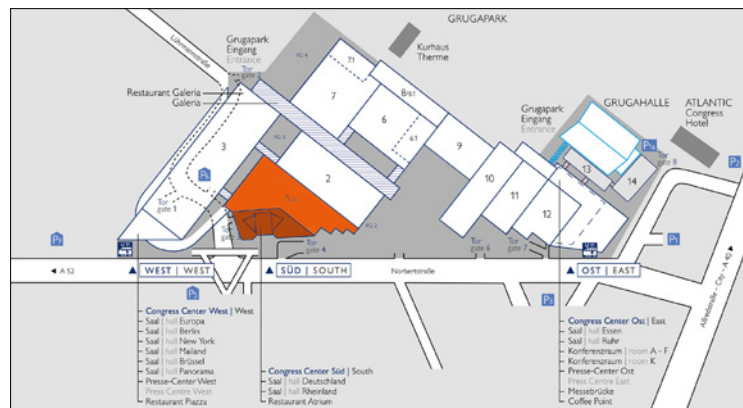 GRUGAPARK
Lührmannstraße
Grugapark
Eingang
Entrance
Tor
gate 2
Kurhaus
Therme
Restaurant Galeria
Galeria
7.1
7
8/8.1
6
6.1
9
3
2
10
11
12
13
14
Grugapark
Eingang
Entrance
GRUGAHALLE
ATLANTIC
Congress
Hotel
Tor
gate 8
P2
Tor
gate 1
Tor
gate 4
Tor
gate 6
Tor
gate 7
P1
◄ A 52
WEST | WEST
SÜD | SOUTH
Norbertstraße
OST | EAST
Alfredstraße – City – A 40 ►
Congress Center West | West
Saal | hall Europa
Saal | hall Berlin
Saal | hall New York
Saal | hall Mailand
Saal | hall Brüssel
Saal | hall Panorama
Presse-Center West
Press Centre West
Restaurant Piazza
Congress Center Süd | South
Saal | hall Deutschland
Saal | hall Rheinland
Restaurant Atrium
Congress Center Ost | East
Saal | hall Essen
Saal | hall Ruhr
Konferenzraum | room A – F
Konferenzraum | room K
Presse-Center Ost
Press Centre East
Messebrücke
Coffee Point